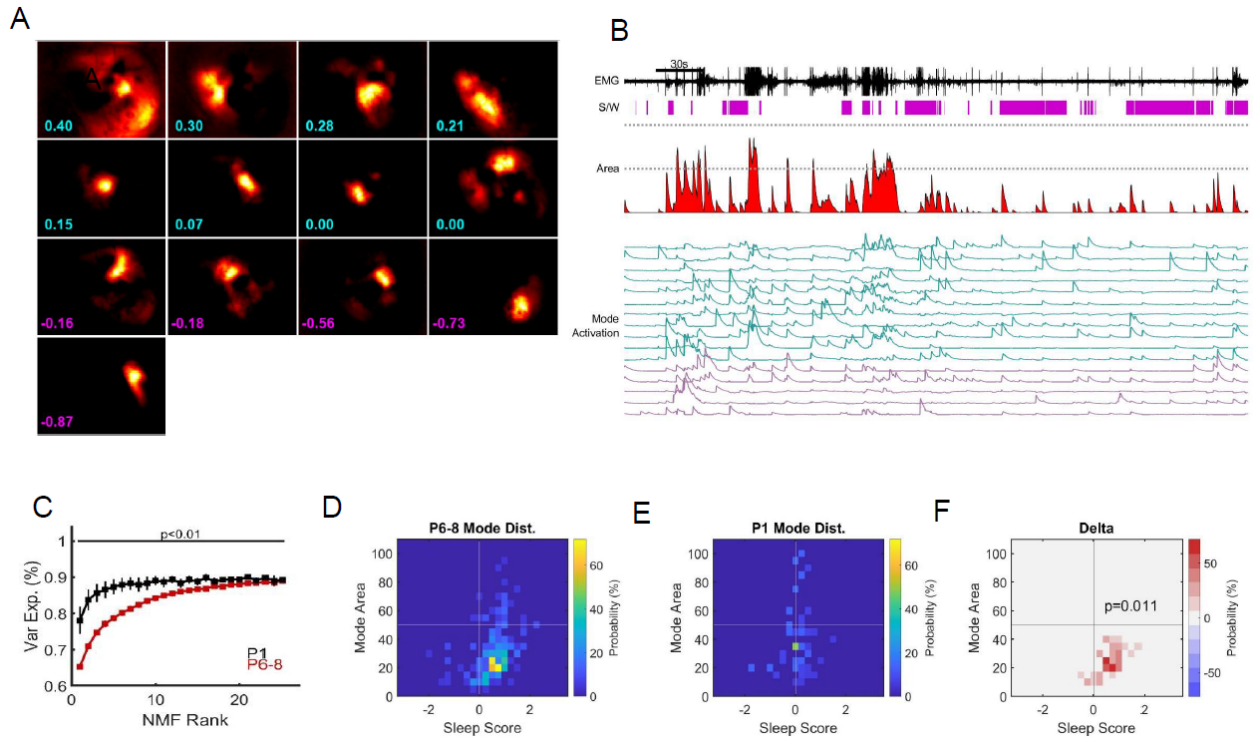 A
A
0.40 0.30 0.28 0.21
0.15 0.07 0.00 0.00
-0.16 -0.18 -0.56 -0.73
-0.87
B
30s
EMG
S/W
Area
Mode
Activation
C
p<0.01
1
0.9
0.8
0.7
0.6
Var Exp. (%)
P1
P6-8
0 10 20
NMF Rank
D
P6-8 Mode Dist.
100
80
60
40
20
0
Mode Area
-2 0 2
Sleep Score
60
40
20
0
Probability (%)
E
P1 Mode Dist.
100
80
60
40
20
0
Mode Area
-2 0 2
Sleep Score
60
40
20
0
Probability (%)
F
Delta
100
80
60
40
20
0
Mode Area
p=0.011
-2 0 2
Sleep Score
50
0
-50
Probability (%)